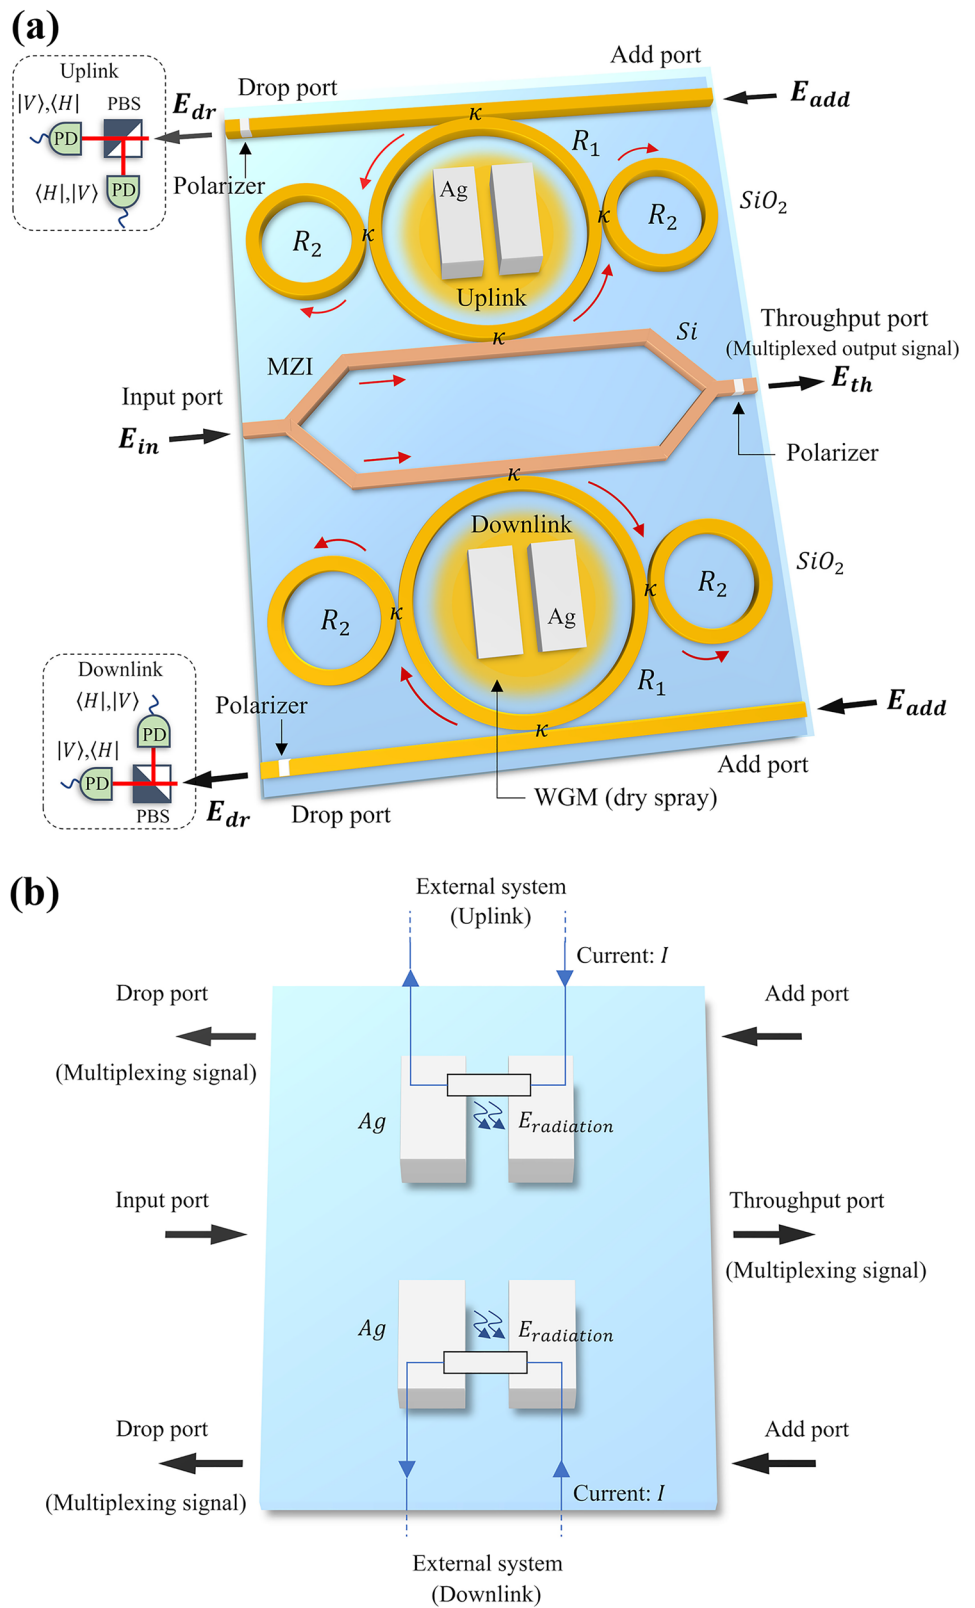 (a)
Uplink
|V⟩,⟨H|
PBS
PD
⟨H|,|V⟩
PD
E_dr
Drop port
Polarizer
Add port
E_add
κ
R_1
R_2
κ
Ag
κ
R_2
SiO_2
Uplink
κ
Si
MZI
Throughput port
(Multiplexed output signal)
E_th
Input port
E_in
Polarizer
κ
Downlink
SiO_2
R_2
κ
Ag
κ
R_2
R_1
Downlink
⟨H|,|V⟩
PD
|V⟩,⟨H|
PD
PBS
Polarizer
E_dr
κ
E_add
Add port
Drop port
WGM (dry spray)
(b)
External system
(Uplink)
Current: I
Drop port
(Multiplexing signal)
Add port
Ag
E_radiation
Input port
Throughput port
(Multiplexing signal)
Ag
E_radiation
Drop port
(Multiplexing signal)
Add port
Current: I
External system
(Downlink)